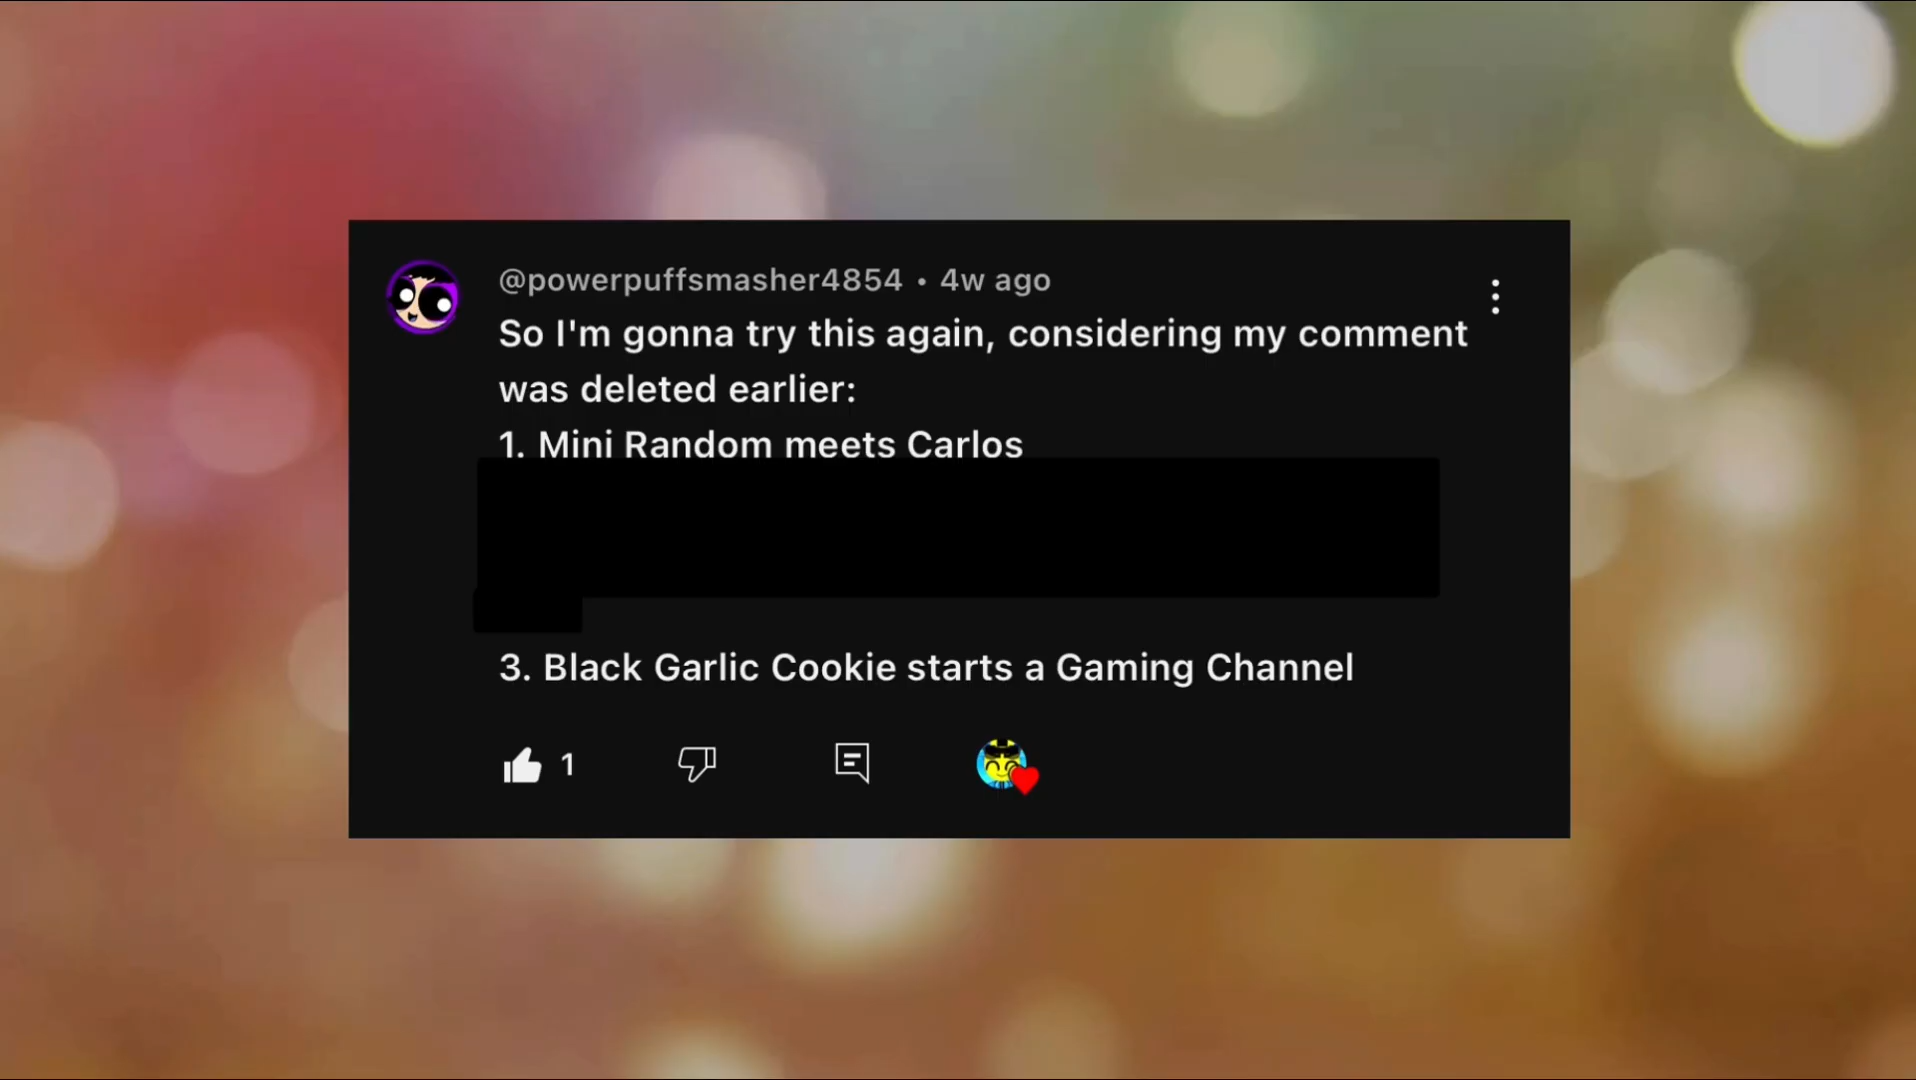 @powerpuffsmasher4854 • 4w ago
So I'm gonna try this again, considering my comment
was deleted earlier:
1. Mini Random meets Carlos
3. Black Garlic Cookie starts a Gaming Channel
1